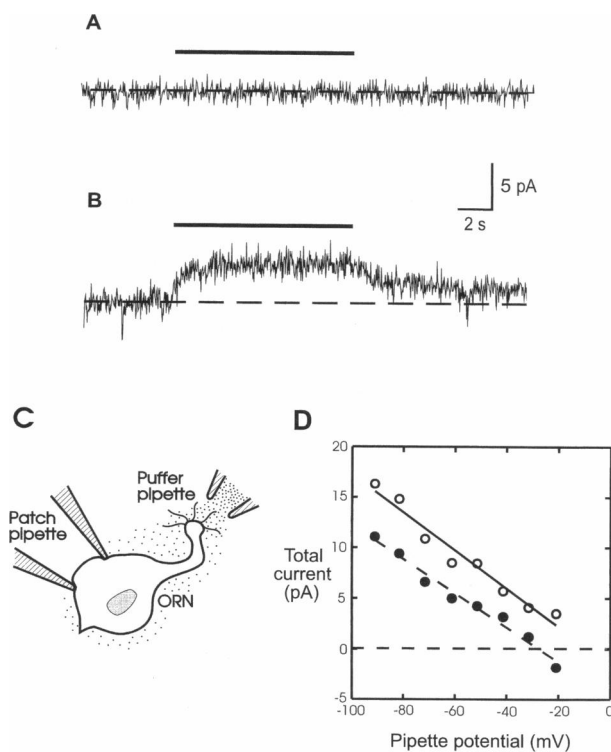 A
5 pA
2 s
B
C
Puffer
pipette
Patch
pipette
ORN
D
20
15
10
5
0
-5
Total
current
(pA)
-100 -80 -60 -40 -20 0
Pipette potential (mV)